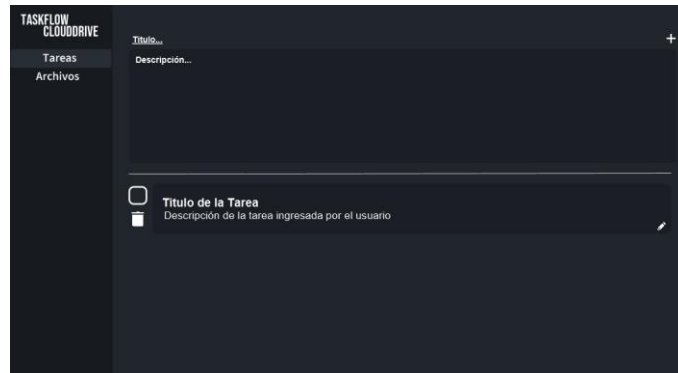 TASKFLOW
CLOUDDRIVE
Tareas
Archivos
Titulo...
+
Descripción...
Titulo de la Tarea
Descripción de la tarea ingresada por el usuario